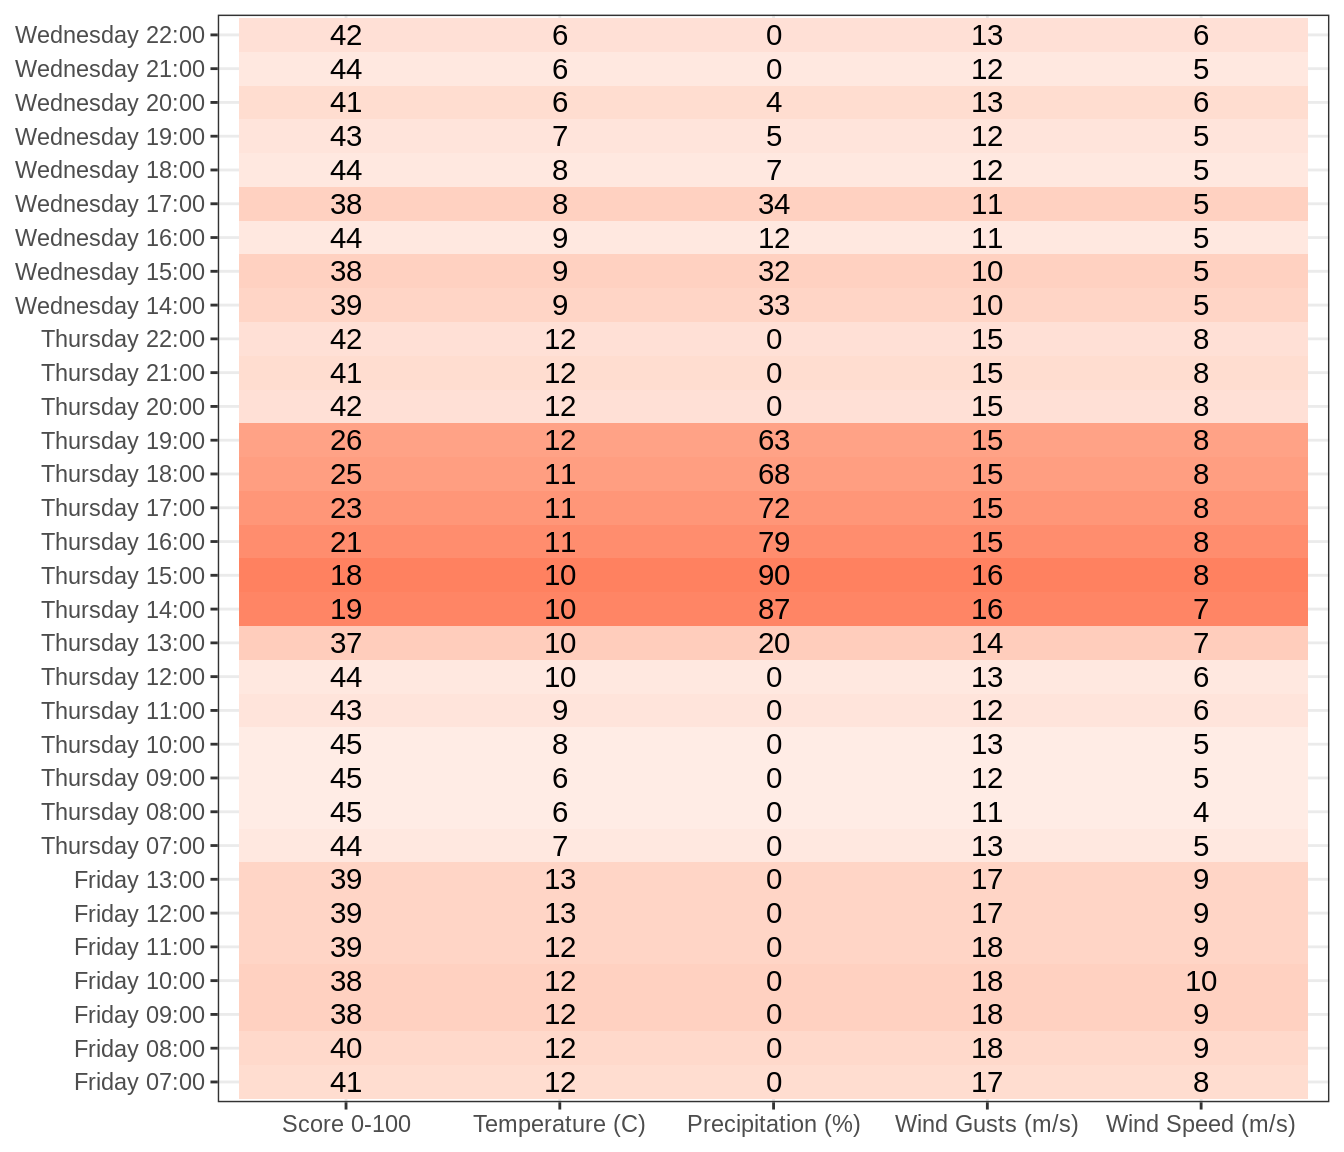 Wednesday 22:00 42 6 0 13 6
Wednesday 21:00 44 6 0 12 5
Wednesday 20:00 41 6 4 13 6
Wednesday 19:00 43 7 5 12 5
Wednesday 18:00 44 8 7 12 5
Wednesday 17:00 38 8 34 11 5
Wednesday 16:00 44 9 12 11 5
Wednesday 15:00 38 9 32 10 5
Wednesday 14:00 39 9 33 10 5
Thursday 22:00 42 12 0 15 8
Thursday 21:00 41 12 0 15 8
Thursday 20:00 42 12 0 15 8
Thursday 19:00 26 12 63 15 8
Thursday 18:00 25 11 68 15 8
Thursday 17:00 23 11 72 15 8
Thursday 16:00 21 11 79 15 8
Thursday 15:00 18 10 90 16 8
Thursday 14:00 19 10 87 16 7
Thursday 13:00 37 10 20 14 7
Thursday 12:00 44 10 0 13 6
Thursday 11:00 43 9 0 12 6
Thursday 10:00 45 8 0 13 5
Thursday 09:00 45 6 0 12 5
Thursday 08:00 45 6 0 11 4
Thursday 07:00 44 7 0 13 5
Friday 13:00 39 13 0 17 9
Friday 12:00 39 13 0 17 9
Friday 11:00 39 12 0 18 9
Friday 10:00 38 12 0 18 10
Friday 09:00 38 12 0 18 9
Friday 08:00 40 12 0 18 9
Friday 07:00 41 12 0 17 8
Score 0-100 Temperature (C) Precipitation (%) Wind Gusts (m/s) Wind Speed (m/s)